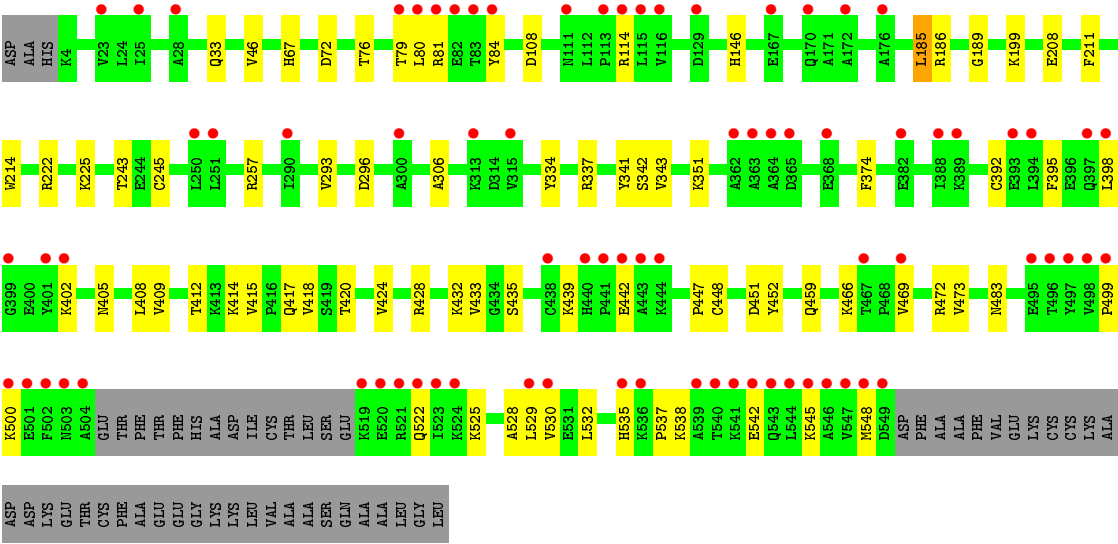 ASP ALA HIS K4 V23 L24 I25 A28 Q33 V46 H67 D72 T76 T79 L80 R81 E82 T83 Y84 D108 N111 L112 P113 R114 L115 V116 D129 H146 E167 Q170 A171 A172 A176 L185 R186 G189 K199 E208 F211
W214 R222 K225 T243 E244 C245 L250 L251 R257 I290 V293 D296 A300 A306 K313 D314 V315 Y334 R337 Y341 S342 V343 K351 A362 A363 A364 D365 E368 F374 E382 I388 K389 C392 E393 L394 F395 E396 Q397 L398
G399 E400 Y401 K402 N405 L408 V409 T412 K413 K414 V415 P416 Q417 V418 S419 T420 V424 R428 K432 V433 G434 S435 C438 K439 H440 P441 E442 A443 K444 P447 C448 D451 Y452 Q459 K466 T467 P468 V469 R472 V473 N483 E495 T496 Y497 V498 P499
K500 E501 F502 N503 A504 GLU THR PHE THR PHE HIS ALA ASP ILE CYS THR LEU SER GLU K519 E520 R521 Q522 I523 K524 K525 A528 L529 V530 E531 L532 H535 K536 P537 K538 A539 T540 K541 E542 Q543 L544 K545 A546 V547 M548 D549 ASP PHE ALA ALA PHE VAL GLU LYS CYS CYS LYS ALA
ASP ASP LYS GLU THR CYS PHE ALA GLU GLU GLY LYS LYS LEU VAL ALA ALA SER GLN ALA ALA LEU GLY LEU